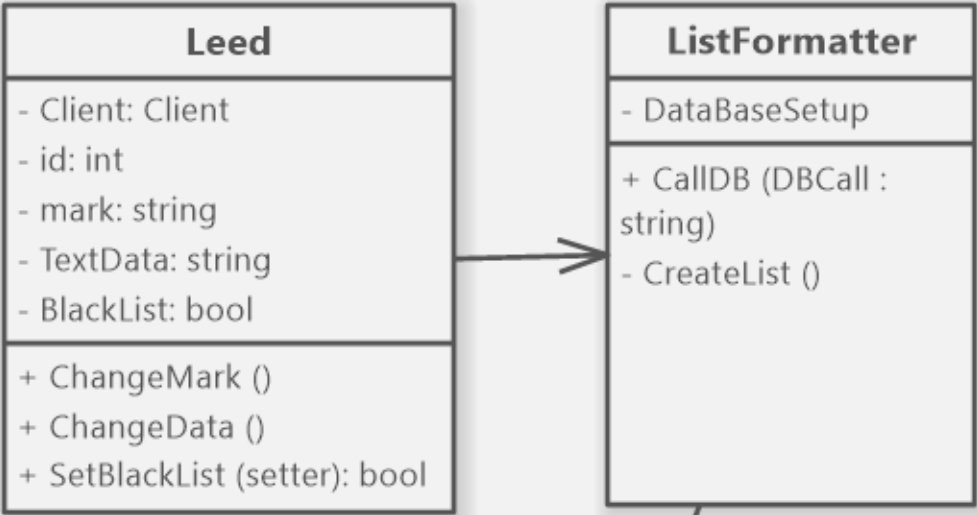 Leed
- Client: Client
- id: int
- mark: string
- TextData: string
- BlackList: bool
+ ChangeMark ()
+ ChangeData ()
+ SetBlackList (setter): bool
ListFormatter
- DataBaseSetup
+ CallDB (DBCall :
string)
- CreateList ()